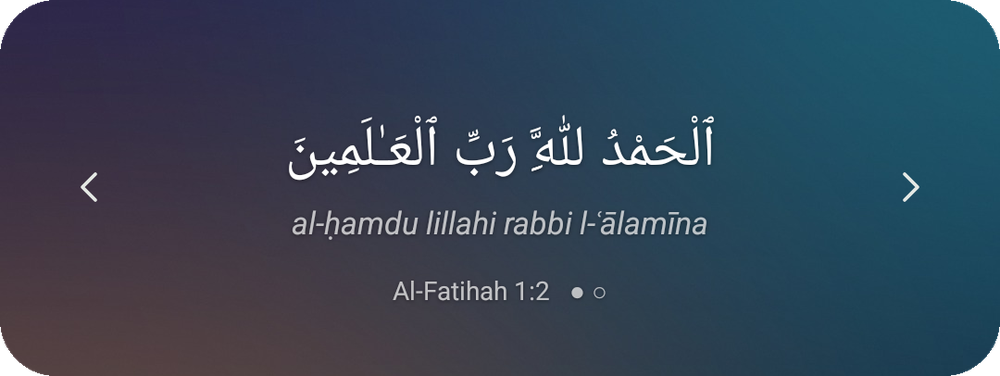 ٱلْحَمْدُ لِلَّهِ رَبِّ ٱلْعَـٰلَمِينَ
al-ḥamdu lillahi rabbi l-ʿālamīna
Al-Fatihah 1:2